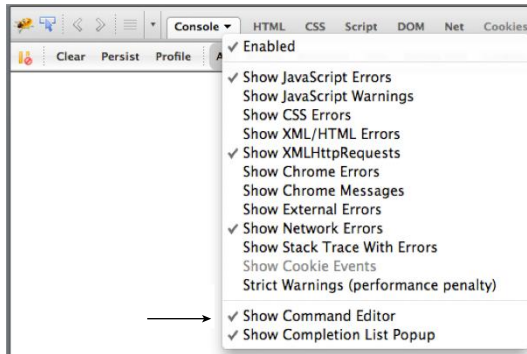 Console HTML CSS Script DOM Net Cookies
Clear Persist Profile
Enabled
Show JavaScript Errors
Show JavaScript Warnings
Show CSS Errors
Show XML/HTML Errors
Show XMLHttpRequests
Show Chrome Errors
Show Chrome Messages
Show External Errors
Show Network Errors
Show Stack Trace With Errors
Show Cookie Events
Strict Warnings (performance penalty)
Show Command Editor
Show Completion List Popup